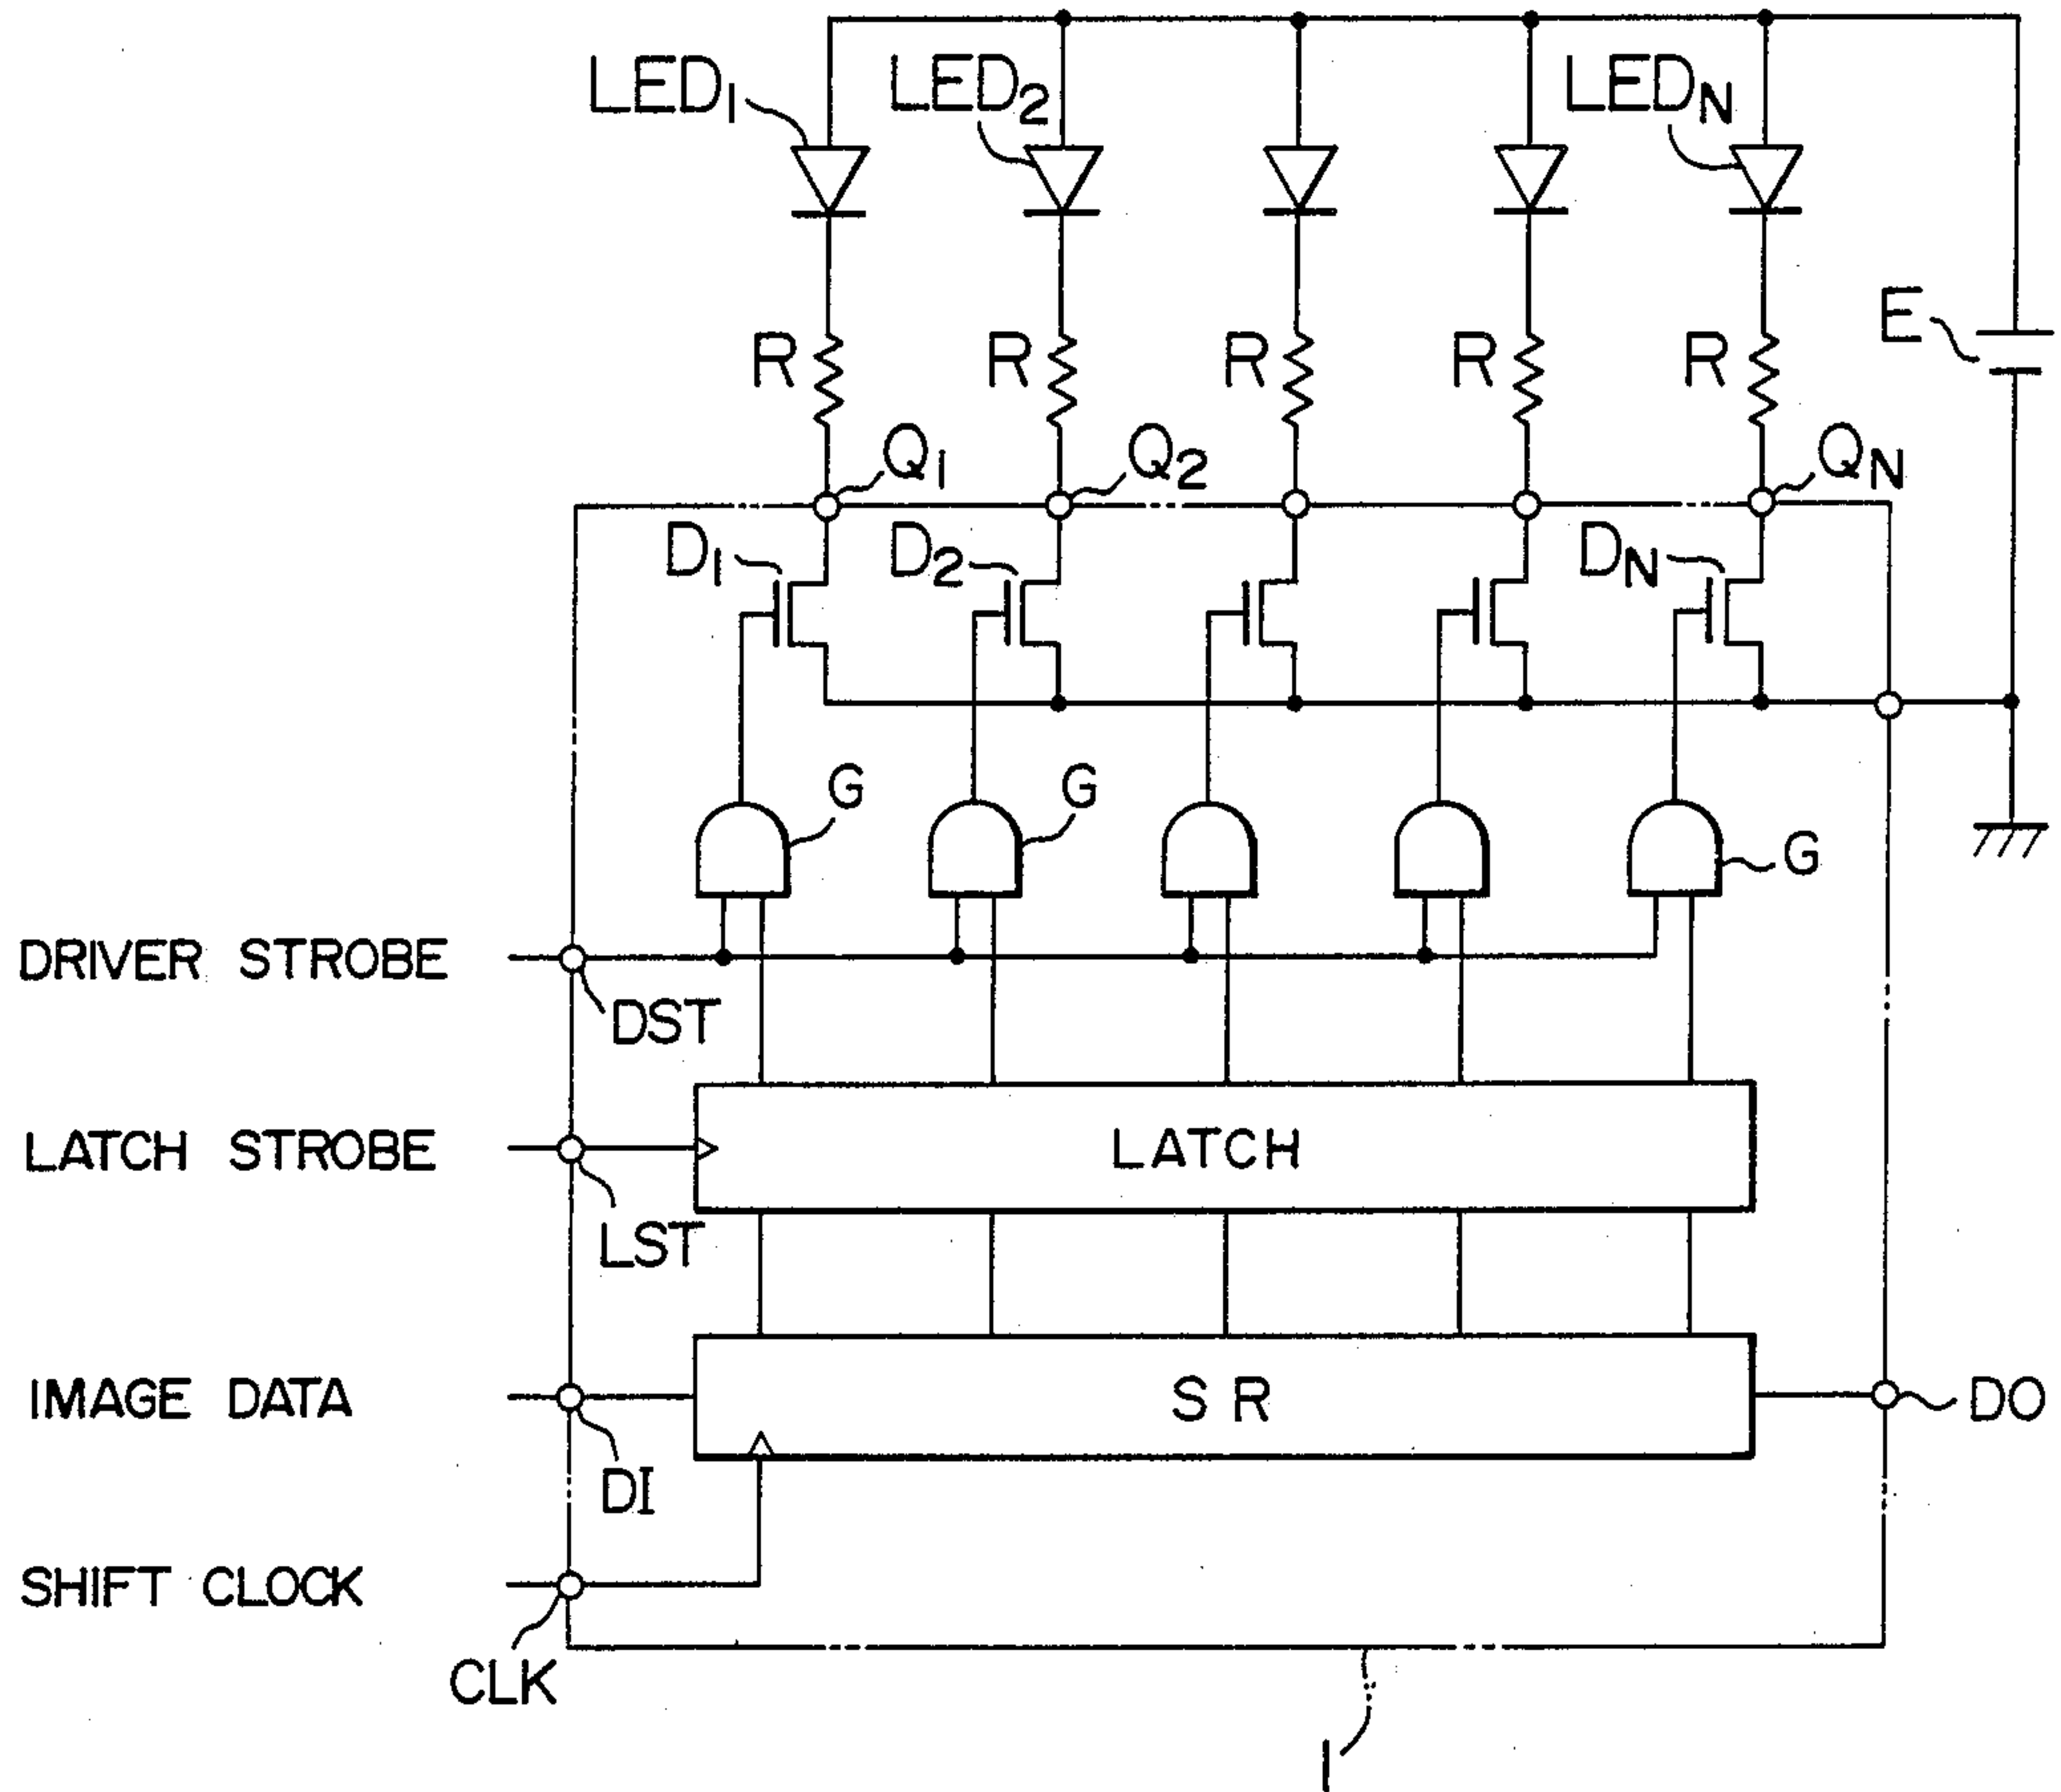 LED1 LED2 LEDN
E
R R R R R
Q1 Q2 QN
D1 D2 DN
G G
G
DRIVER STROBE
DST
LATCH STROBE LATCH
LST
IMAGE DATA SR DO
DI
SHIFT CLOCK
CLK
1